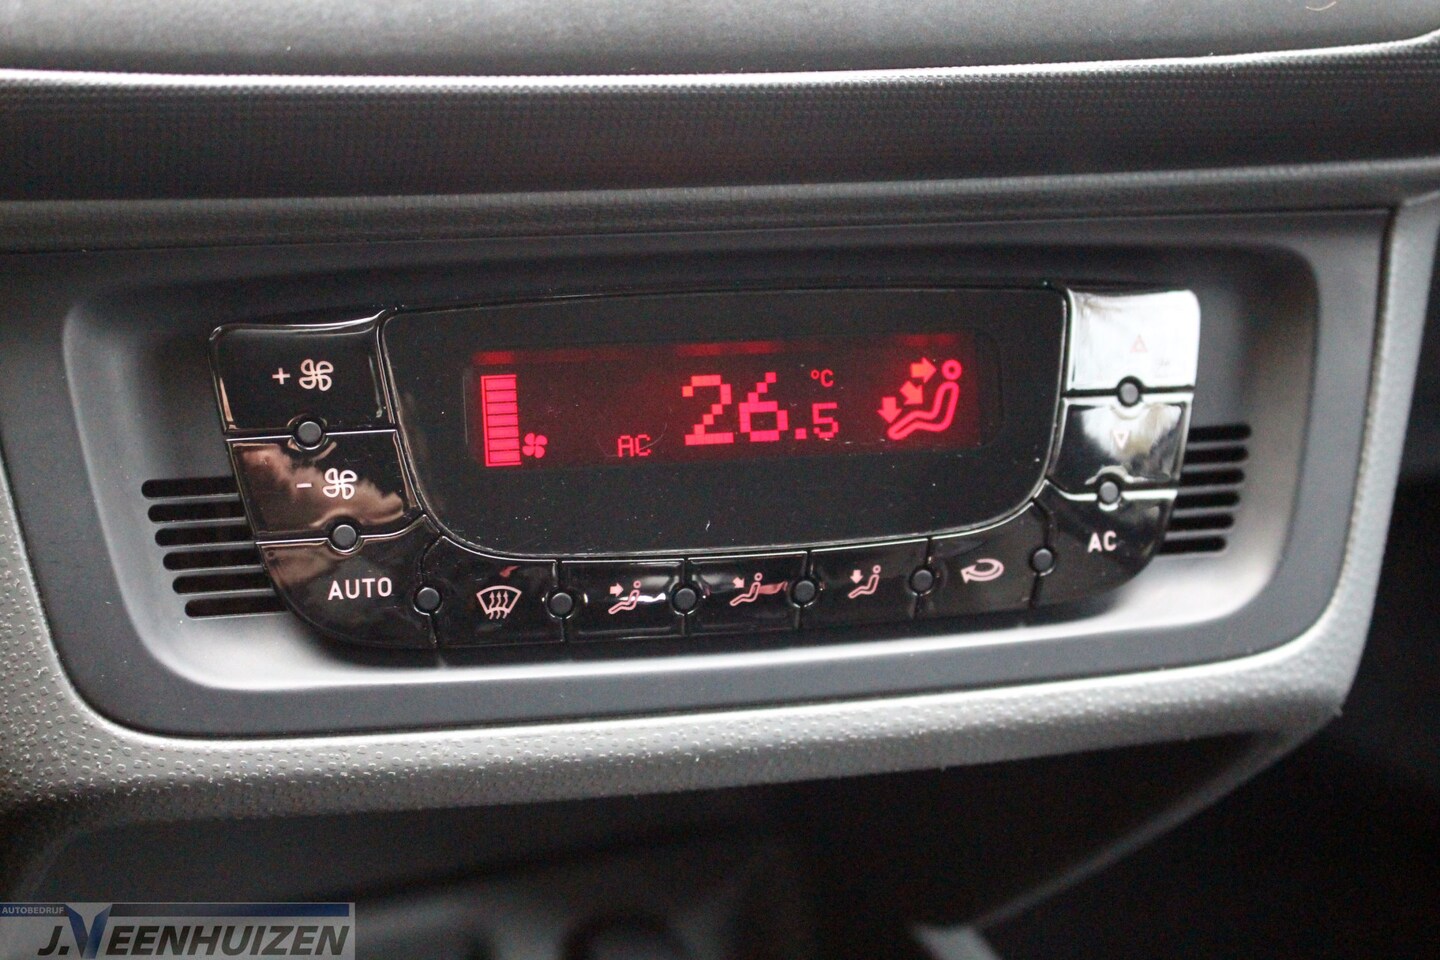 +
-
AUTO
AC
26.5
°C
AC
AUTOBEDRIJF
J.VEENHUIZEN